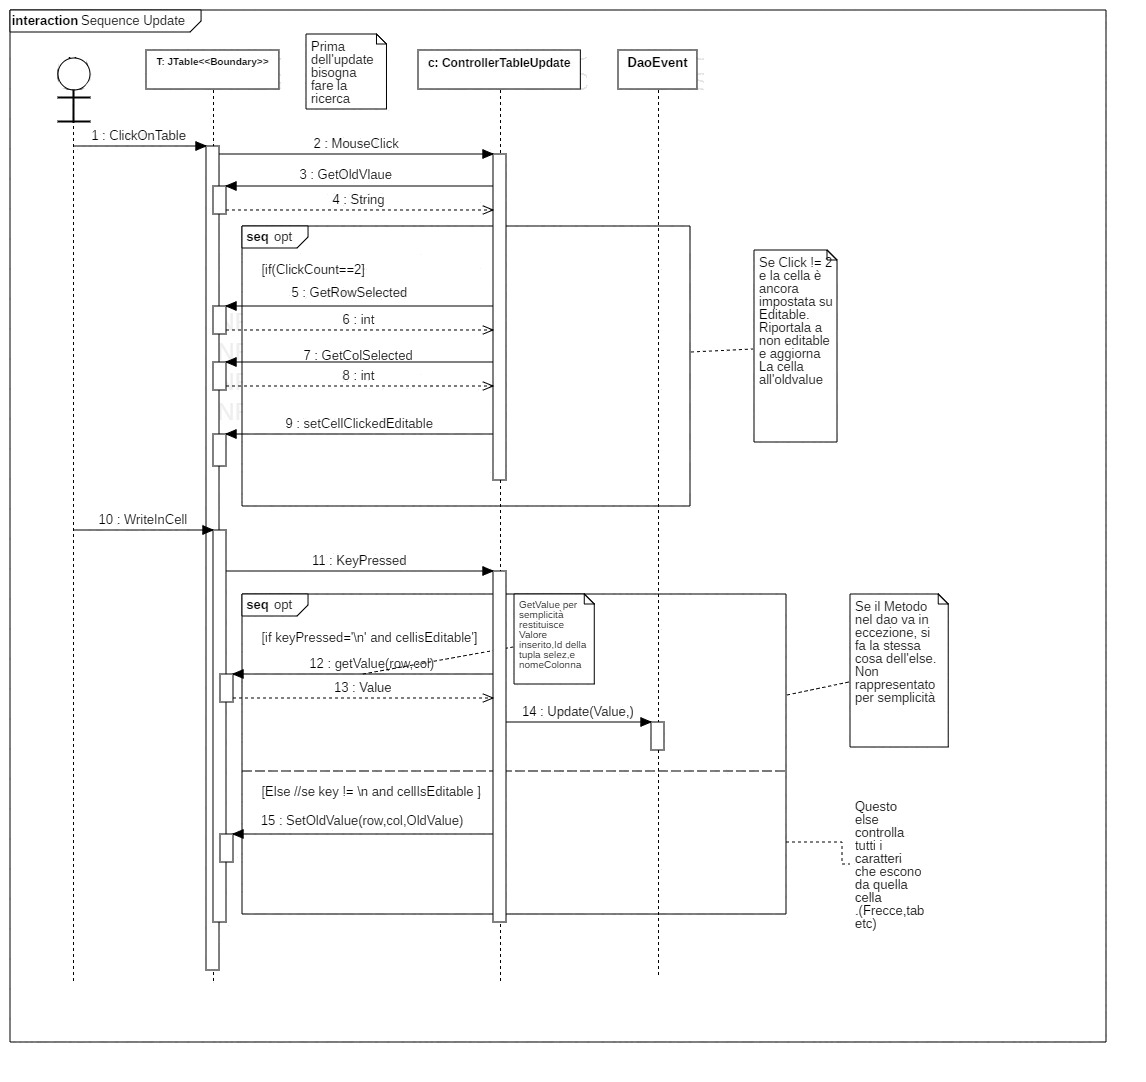 interaction Sequence Update
T: JTable<<Boundary>>
Prima
dell'update
bisogna
fare la
ricerca
c: ControllerTableUpdate
DaoEvent
1 : ClickOnTable
2 : MouseClick
3 : GetOldVlaue
4 : String
seq opt
[if(ClickCount==2]
5 : GetRowSelected
6 : int
7 : GetColSelected
8 : int
9 : setCellClickedEditable
Se Click != 2
e la cella è
ancora
impostata su
Editable.
Riportala a
non editable
e aggiorna
La cella
all'oldvalue
10 : WriteInCell
11 : KeyPressed
seq opt
[if keyPressed='\n' and cellisEditable']
GetValue per
semplicità
restituisce
Valore
inserito,Id della
tupla selez,e
nomeColonna
12 : getValue(row,col)
13 : Value
14 : Update(Value,)
Se il Metodo
nel dao va in
eccezione, si
fa la stessa
cosa dell'else.
Non
rappresentato
per semplicità
[Else //se key != \n and cellIsEditable ]
15 : SetOldValue(row,col,OldValue)
Questo
else
controlla
tutti i
caratteri
che escono
da quella
cella
.(Frecce,tab
etc)